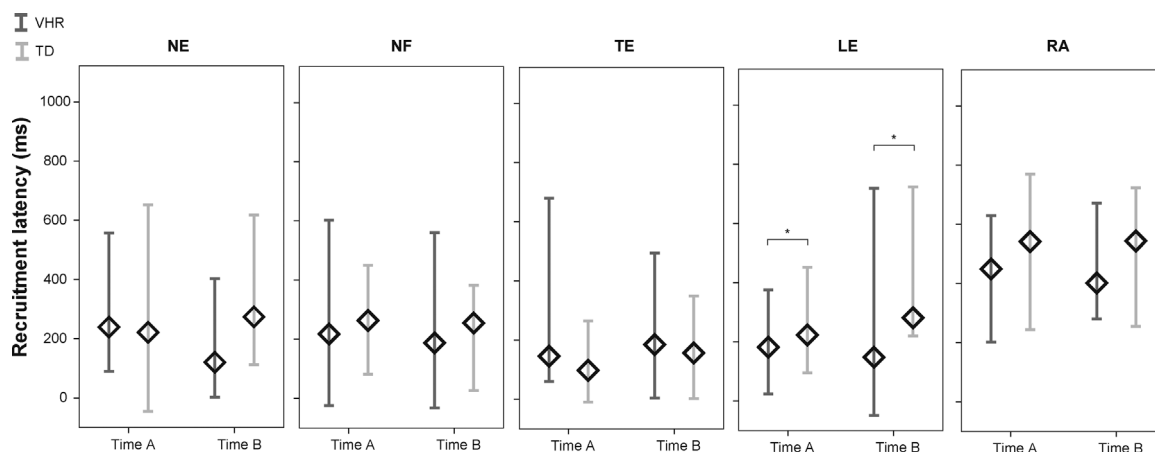 VHR
TD
NE NF TE LE RA
Recruitment latency (ms)
1000
800
600
400
200
0
*
*
Time A Time B Time A Time B Time A Time B Time A Time B Time A Time B